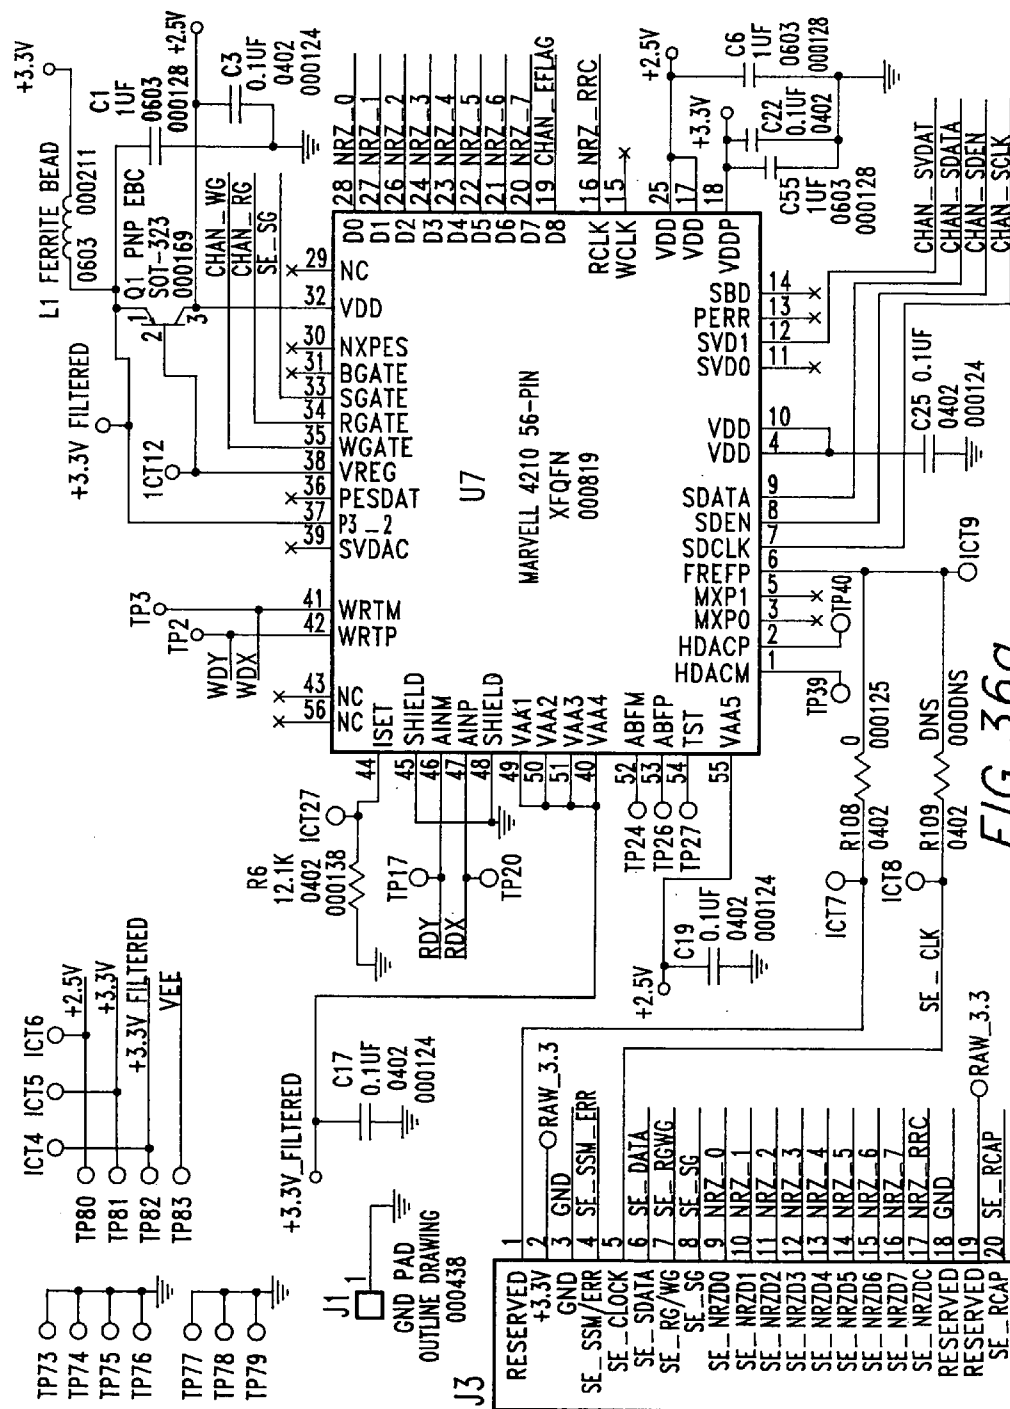 +3.3V
L1 FERRITE BEAD
0603 000211
C1
1UF
0603
000128
+2.5V
Q1 PNP EBC
SOT-323
000169
1
2
3
C3
0.1UF
0402
000124
+3.3V FILTERED
1CT12
CHAN_WG
CHAN_RG
SE_SG
28 NRZ_0
27 NRZ_1
26 NRZ_2
24 NRZ_3
23 NRZ_4
22 NRZ_5
21 NRZ_6
20 NRZ_7
19 CHAN_EFLAG
16 NRZ_RRC
15
+2.5V
C6
1UF
0603
000128
+3.3V
C22
0.1UF
0402
C55
1UF
0603
000128
25
17
18
D0
D1
D2
D3
D4
D5
D6
D7
D8
RCLK
WCLK
VDD
VDD
VDDP
29 NC
32 VDD
30 NXPES
31 BGATE
33 SGATE
34 RGATE
35 WGATE
38 VREG
36 PESDAT
37 P3_2
39 SVDAC
41 WRTM
42 WRTP
43 NC
56 NC
TP3
TP2
WDY
WDX
U7
MARVELL 4210 56-PIN
XFQFN
000819
SBD 14
PERR 13
SVD1 12
SVD0 11
VDD 10
VDD 4
SDATA 9
SDEN 8
SDCLK 7
FREFP 6
MXP1 5
MXP0 3
HDACP 2
HDACM 1
CHAN_SVDAT
CHAN_SDATA
CHAN_SDEN
CHAN_SCLK
C25 0.1UF
0402
000124
ICT9
TP40
TP39
ISET
SHIELD
AINM
AINP
SHIELD
VAA1
VAA2
VAA3
VAA4
ABFM
ABFP
TST
VAA5
44
45
46
47
48
49
50
51
40
52
53
54
55
ICT27
R6
12.1K
0402
000138
TP17
TP20
RDY
RDX
TP24
TP26
TP27
+2.5V
C19
0.1UF
0402
000124
R108 0
0402 000125
R109 DNS
0402 000DNS
ICT7
ICT8
SE_CLK
FIG. 36a
ICT4
ICT5
ICT6
TP80 +2.5V
TP81 +3.3V
TP82 +3.3V_FILTERED
TP83 VEE
+3.3V_FILTERED
C17
0.1UF
0402
000124
TP73
TP74
TP75
TP76
TP77
TP78
TP79
J1
1
GND PAD
OUTLINE DRAWING
000438
J3
RESERVED 1
+3.3V 2 RAW_3.3
GND 3 GND
SE_SSM/ERR 4 SE_SSM_ERR
SE_CLOCK 5
SE_SDATA 6 SE_DATA
SE_RG/WG 7 SE_RGWG
SE_SG 8 SE_SG
SE_NRZD0 9 NRZ_0
SE_NRZD1 10 NRZ_1
SE_NRZD2 11 NRZ_2
SE_NRZD3 12 NRZ_3
SE_NRZD4 13 NRZ_4
SE_NRZD5 14 NRZ_5
SE_NRZD6 15 NRZ_6
SE_NRZD7 16 NRZ_7
SE_NRZDC 17 NRZ_RRC
RESERVED 18 GND
RESERVED 19 RAW_3.3
SE_RCAP 20 SE_RCAP